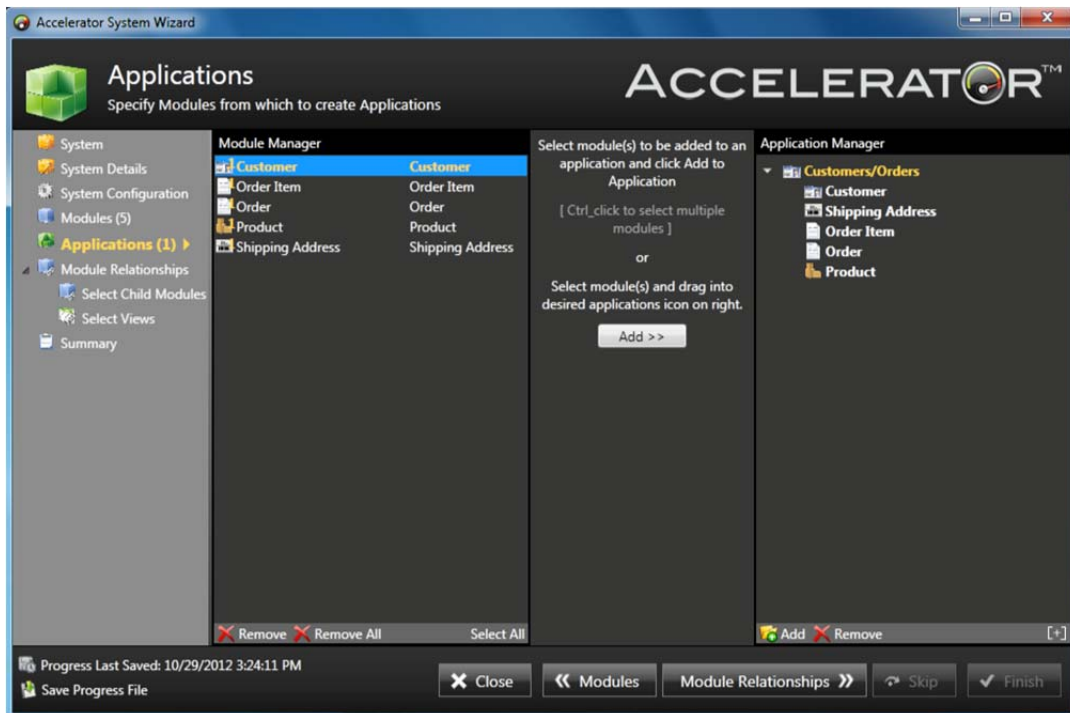 Accelerator System Wizard
Applications
Specify Modules from which to create Applications
ACCELERATOR™
System
System Details
System Configuration
Modules (5)
Applications (1)
Module Relationships
Select Child Modules
Select Views
Summary
Module Manager
Customer Customer
Order Item Order Item
Order Order
Product Product
Shipping Address Shipping Address
Remove Remove All Select All
Select module(s) to be added to an
application and click Add to
Application
[ Ctrl_click to select multiple
modules ]
or
Select module(s) and drag into
desired applications icon on right.
Add >>
Application Manager
Customers/Orders
Customer
Shipping Address
Order Item
Order
Product
Add Remove [+]
Progress Last Saved: 10/29/2012 3:24:11 PM
Save Progress File
Close
Modules
Module Relationships
Skip
Finish